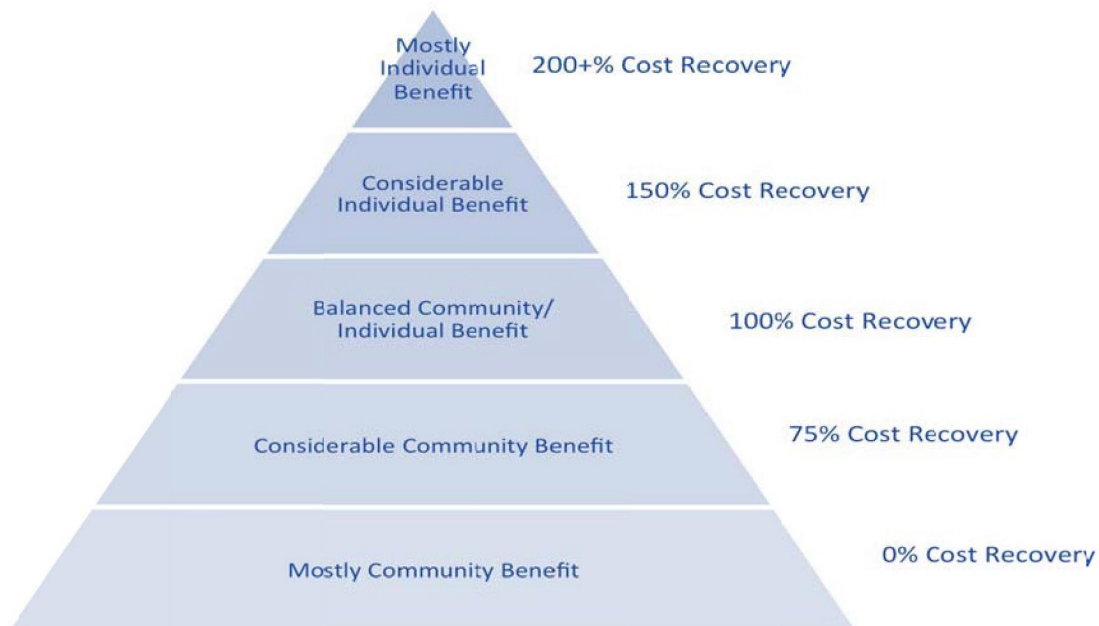 Mostly
Individual
Benefit
200+% Cost Recovery
Considerable
Individual Benefit
150% Cost Recovery
Balanced Community/
Individual Benefit
100% Cost Recovery
Considerable Community Benefit
75% Cost Recovery
Mostly Community Benefit
0% Cost Recovery